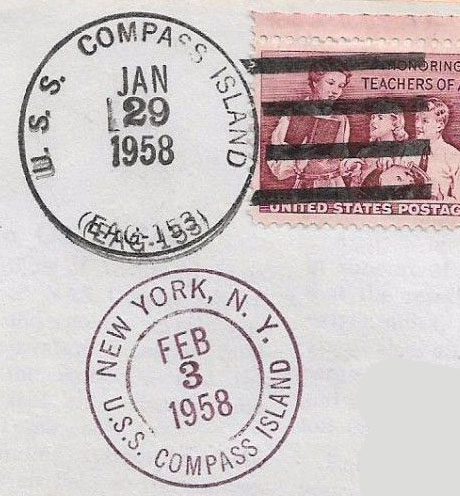 U. S. S. COMPASS ISLAND
JAN
29
1958
(EAG-153)
HONORING
TEACHERS OF
UNITED STATES POSTAG
NEW YORK, N. Y.
FEB
3
1958
U.S.S. COMPASS ISLAND